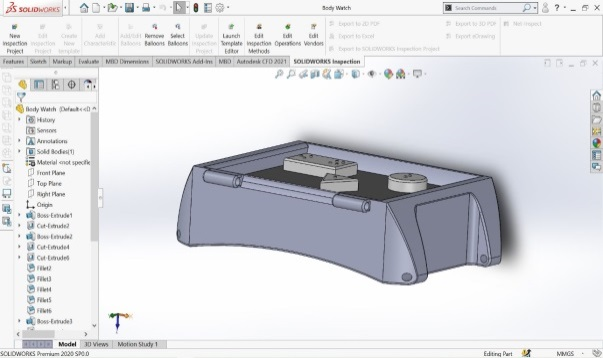 SOLIDWORKS
Body Watch
Search Commands
New Inspection Project
Edit Inspection Project
Create New template
Add Characteristic
Add/Edit Balloons
Remove Balloons
Select Balloons
Update Inspection Project
Launch Template Editor
Edit Inspection Methods
Edit Operations
Edit Vendors
Export to 2D PDF
Export to Excel
Export to SOLIDWORKS Inspection Project
Export to 3D PDF
Export eDrawing
Net-Inspect
Features Sketch Markup Evaluate MBD Dimensions SOLIDWORKS Add-Ins MBD Autodesk CFD 2021 SOLIDWORKS Inspection
Body Watch (Default<<D
History
Sensors
Annotations
Solid Bodies(1)
Material <not specifie
Front Plane
Top Plane
Right Plane
Origin
Boss-Extrude1
Cut-Extrude2
Boss-Extrude2
Cut-Extrude4
Cut-Extrude6
Fillet2
Fillet3
Fillet4
Fillet5
Fillet6
Boss-Extrude3
Model 3D Views Motion Study 1
SOLIDWORKS Premium 2020 SP0.0
Editing Part
MMGS